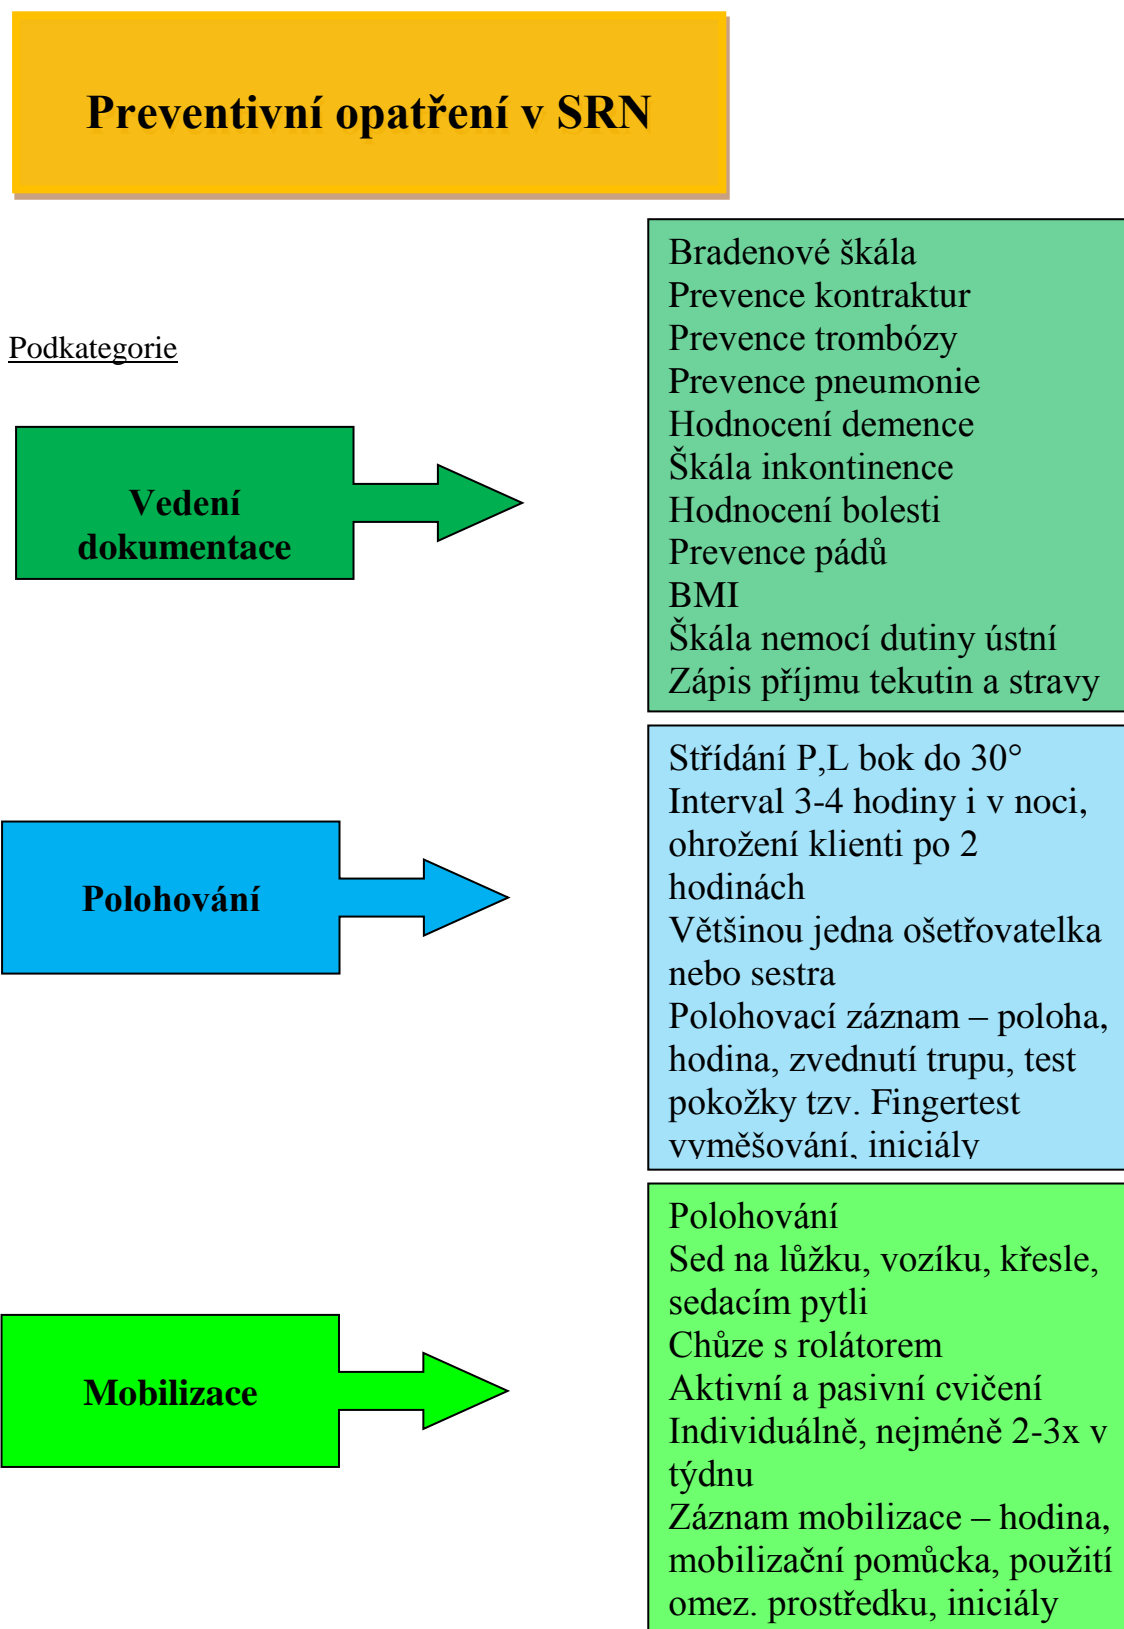 Preventivní opatření v SRN
Podkategorie
Vedení
dokumentace
Bradenové škála
Prevence kontraktur
Prevence trombózy
Prevence pneumonie
Hodnocení demence
Škála inkontinence
Hodnocení bolesti
Prevence pádů
BMI
Škála nemocí dutiny ústní
Zápis příjmu tekutin a stravy
Polohování
Střídání P,L bok do 30°
Interval 3-4 hodiny i v noci,
ohrožení klienti po 2
hodinách
Většinou jedna ošetřovatelka
nebo sestra
Polohovací záznam – poloha,
hodina, zvednutí trupu, test
pokožky tzv. Fingertest
vyměšování, iniciály
Mobilizace
Polohování
Sed na lůžku, vozíku, křesle,
sedacím pytli
Chůze s rolátorem
Aktivní a pasivní cvičení
Individuálně, nejméně 2-3x v
týdnu
Záznam mobilizace – hodina,
mobilizační pomůcka, použití
omez. prostředku, iniciály